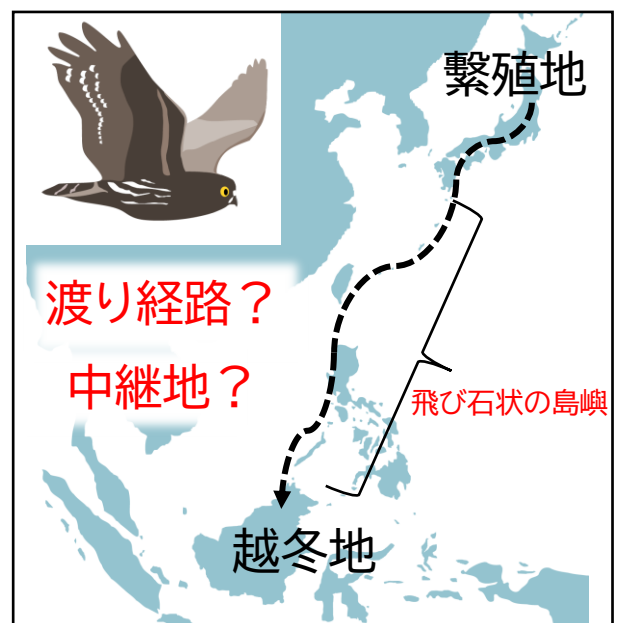 繫殖地
渡り経路？
中継地？
飛び石状の島嶼
越冬地